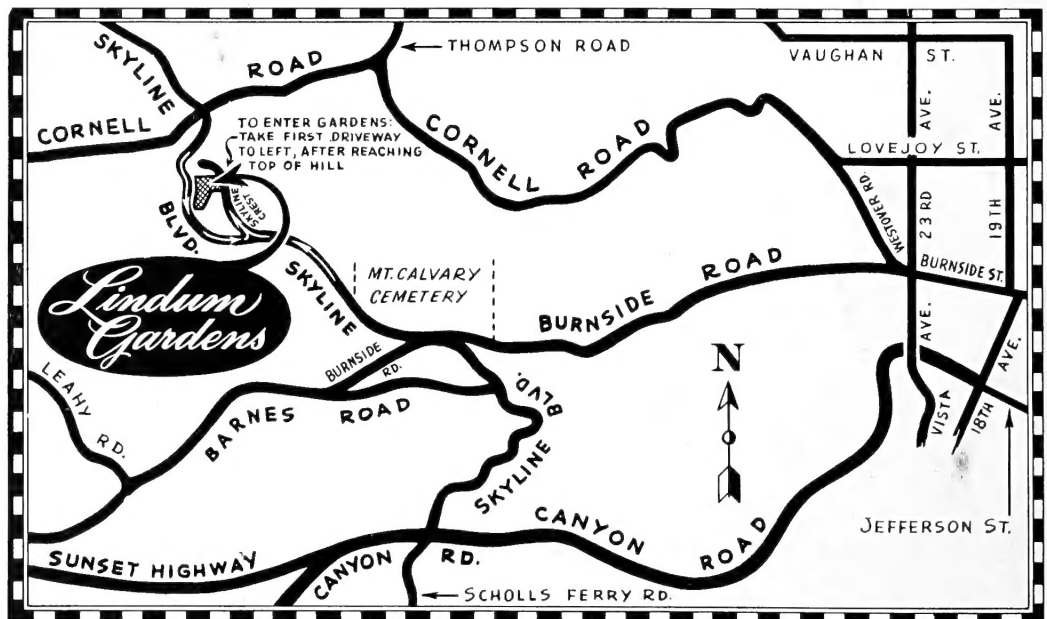 SKYLINE
ROAD
THOMPSON ROAD
VAUGHAN ST.
CORNELL
TO ENTER GARDENS:
TAKE FIRST DRIVEWAY
TO LEFT, AFTER REACHING
TOP OF HILL
CORNELL ROAD
AVE.
AVE.
LOVEJOY ST.
SKYLINE
CREST
BLVD.
WESTOVER RD.
23RD
19TH
SKYLINE
MT. CALVARY
CEMETERY
ROAD
BURNSIDE ST.
Lindum
Gardens
BURNSIDE
BURNSIDE
RD.
AVE.
AVE.
N
LEAHY
RD.
BARNES ROAD
BLVD.
VISTA
18TH
SKYLINE
CANYON
ROAD
JEFFERSON ST.
SUNSET HIGHWAY
CANYON RD.
SCHOLLS FERRY RD.